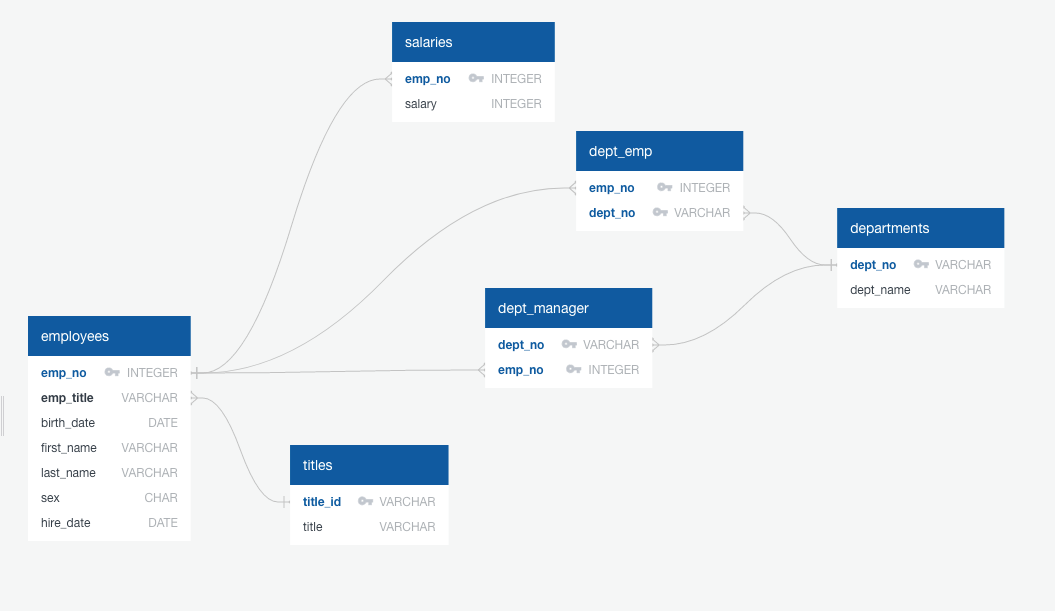 salaries
emp_no INTEGER
salary INTEGER
dept_emp
emp_no INTEGER
dept_no VARCHAR
departments
dept_no VARCHAR
dept_name VARCHAR
dept_manager
dept_no VARCHAR
emp_no INTEGER
employees
emp_no INTEGER
emp_title VARCHAR
birth_date DATE
first_name VARCHAR
last_name VARCHAR
sex CHAR
hire_date DATE
titles
title_id VARCHAR
title VARCHAR